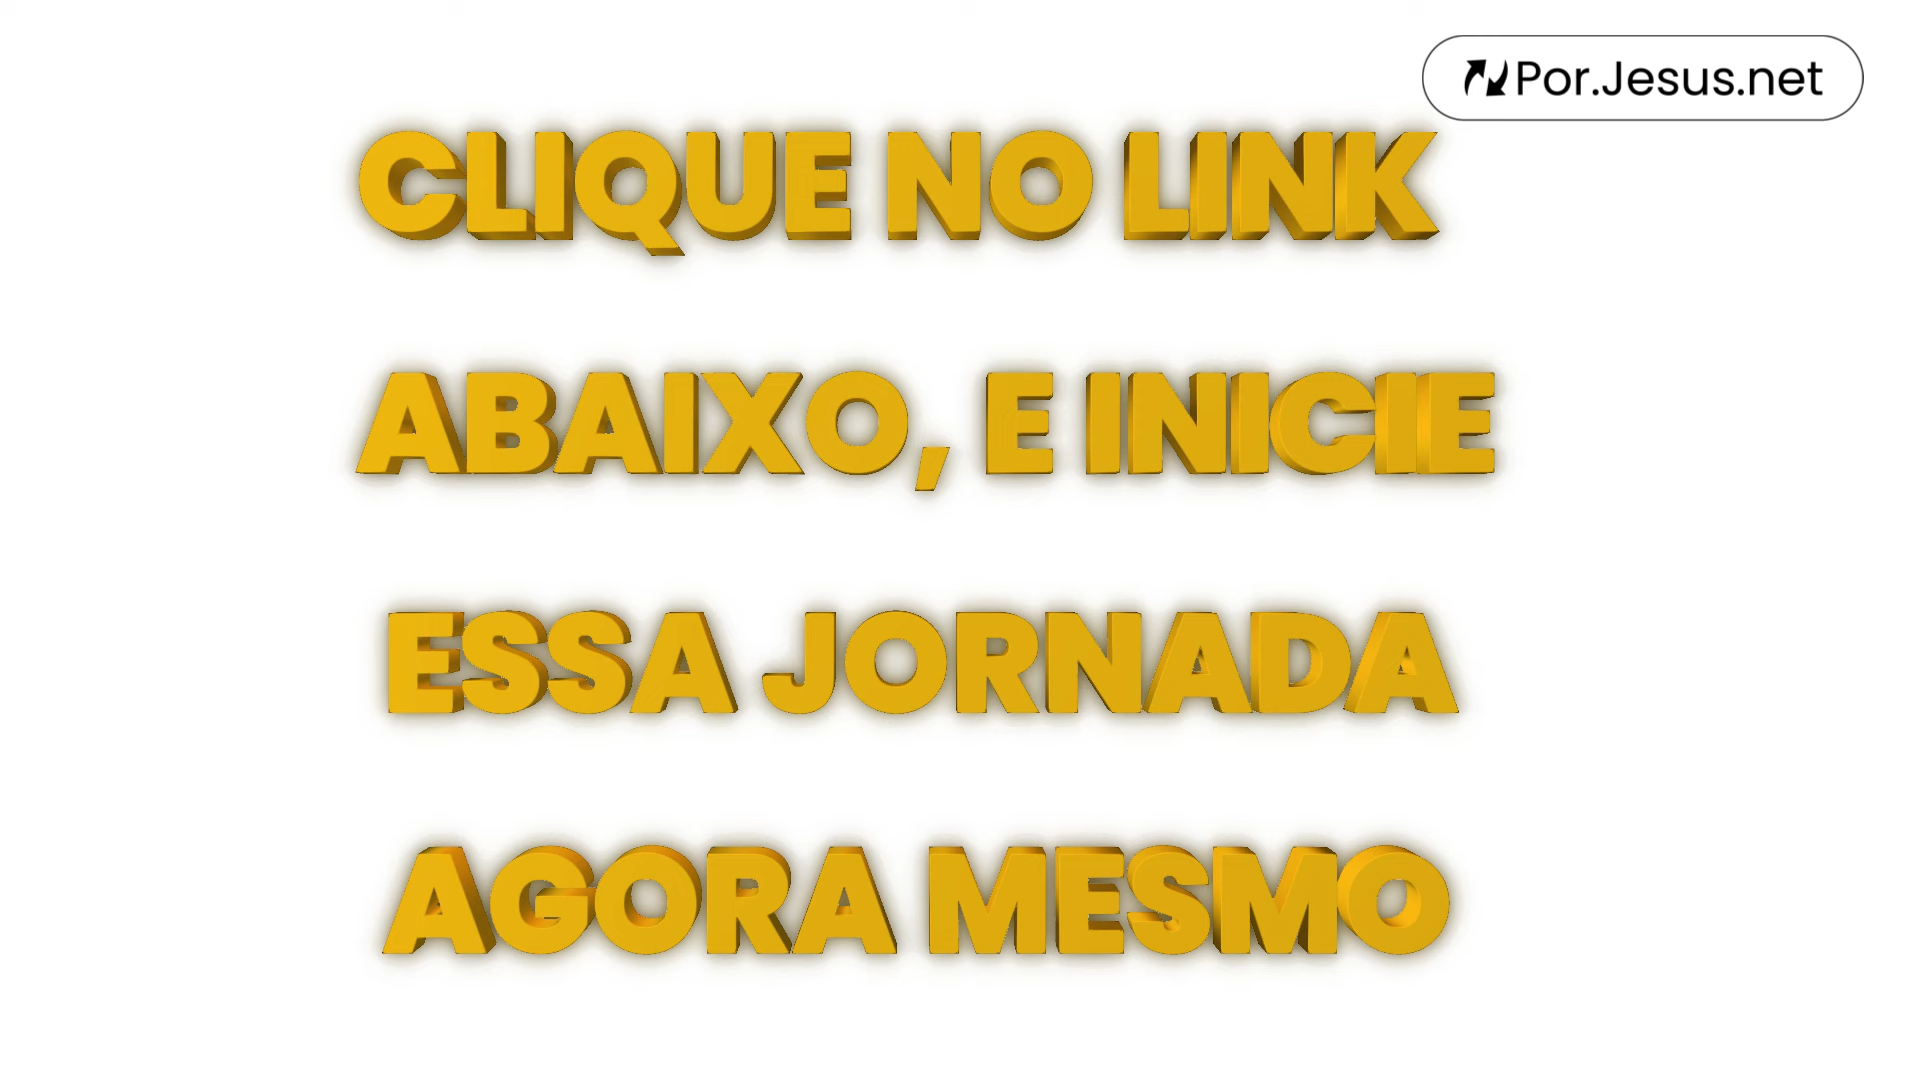 Por.Jesus.net
CLIQUE NO LINK
ABAIXO, E INICIE
ESSA JORNADA
AGORA MESMO